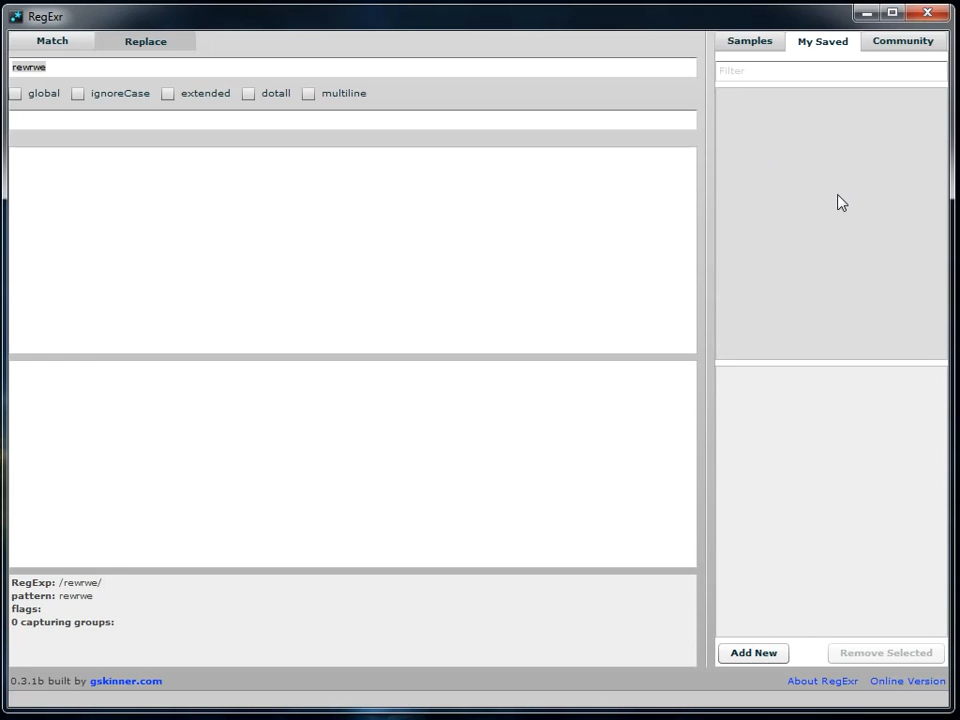 RegExr
Match Replace
rewrwe
global ignoreCase extended dotall multiline
RegExp: /rewrwe/
pattern: rewrwe
flags:
0 capturing groups:
0.3.1b built by gskinner.com
Samples My Saved Community
Filter
Add New Remove Selected
About RegExr Online Version